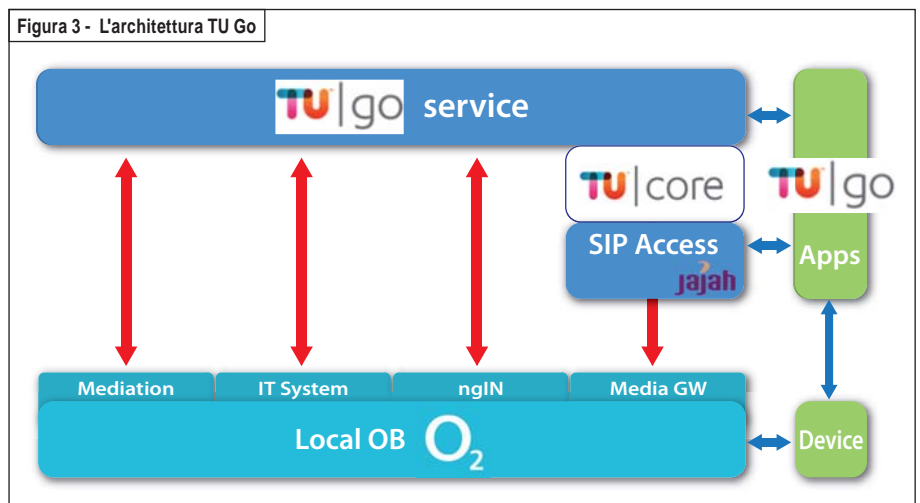 Figura 3 - L'architettura TU Go
TU|go service
TU|core
TU|go
SIP Access
jajah
Apps
Mediation
IT System
ngIN
Media GW
Local OB O2
Device